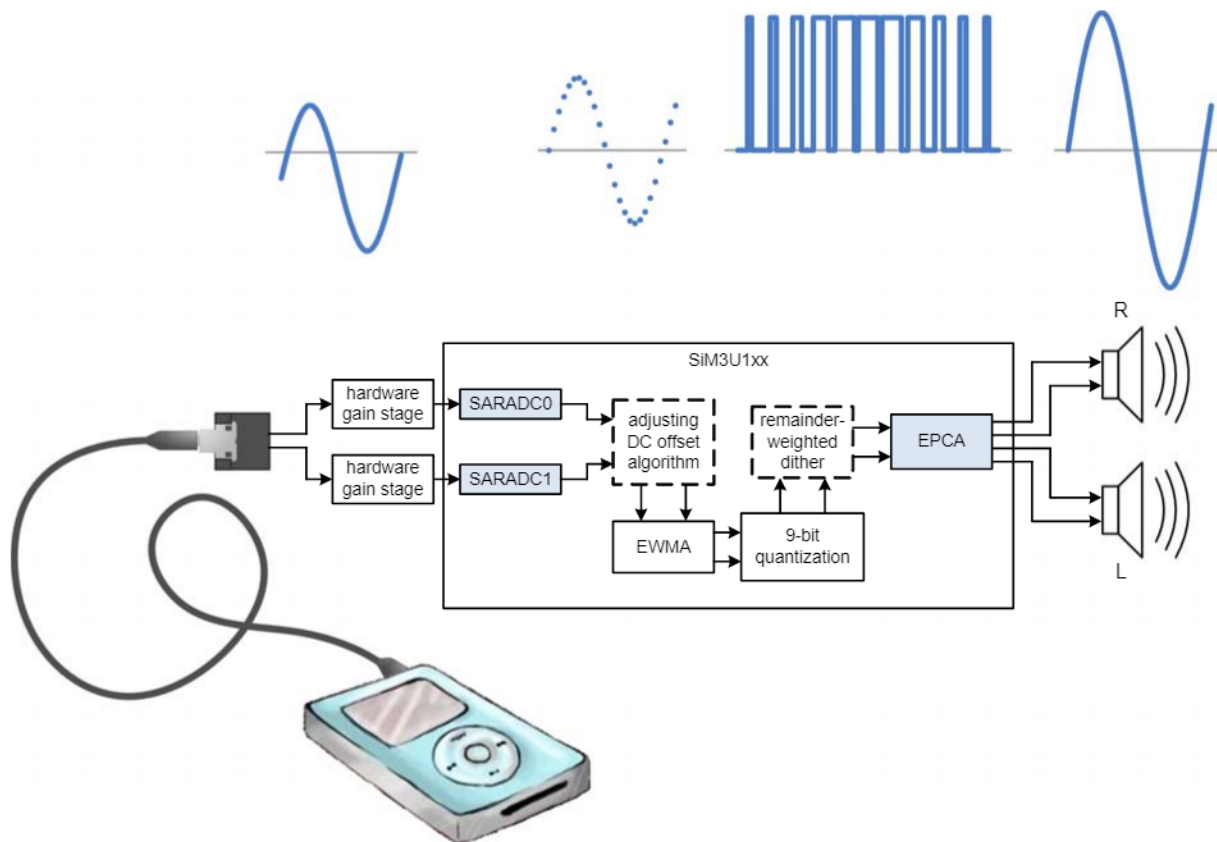 R
SiM3U1xx
hardware
gain stage
SARADC0
adjusting
DC offset
algorithm
remainder-
weighted
dither
EPCA
hardware
gain stage
SARADC1
EWMA
9-bit
quantization
L